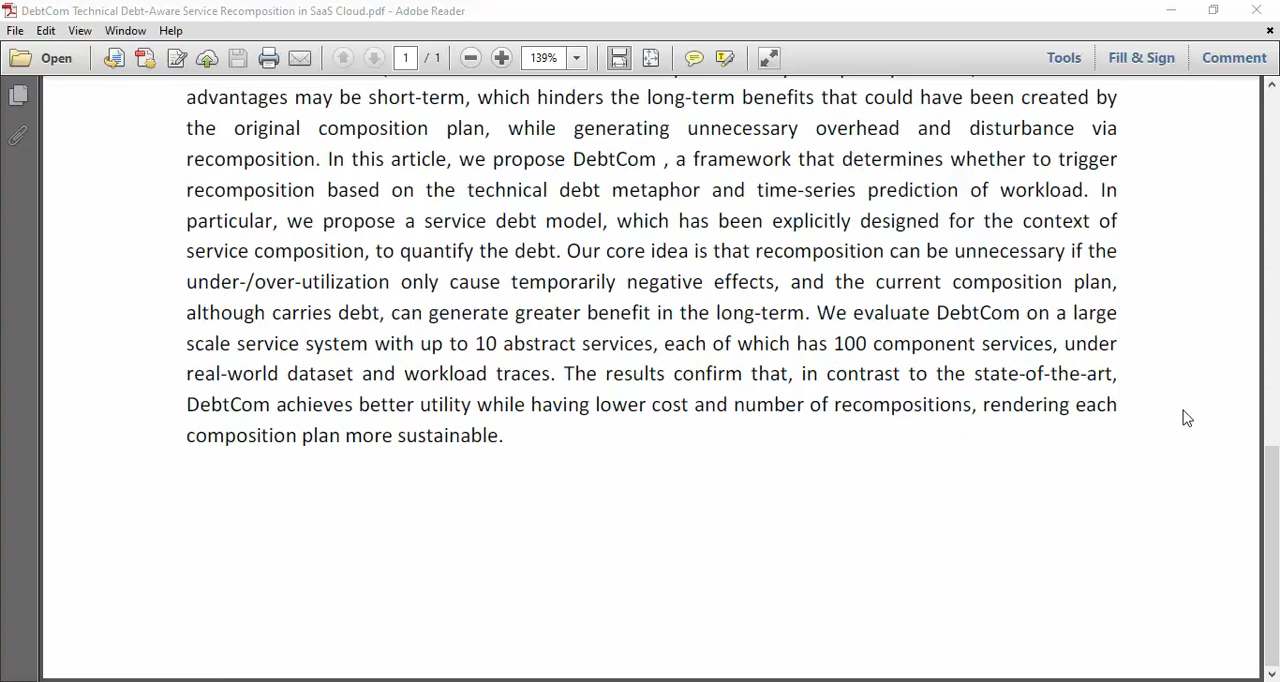 DebtCom Technical Debt-Aware Service Recomposition in SaaS Cloud.pdf - Adobe Reader
File Edit View Window Help
Open 1 / 1 139% Tools Fill & Sign Comment
advantages may be short-term, which hinders the long-term benefits that could have been created by
the original composition plan, while generating unnecessary overhead and disturbance via
recomposition. In this article, we propose DebtCom , a framework that determines whether to trigger
recomposition based on the technical debt metaphor and time-series prediction of workload. In
particular, we propose a service debt model, which has been explicitly designed for the context of
service composition, to quantify the debt. Our core idea is that recomposition can be unnecessary if the
under-/over-utilization only cause temporarily negative effects, and the current composition plan,
although carries debt, can generate greater benefit in the long-term. We evaluate DebtCom on a large
scale service system with up to 10 abstract services, each of which has 100 component services, under
real-world dataset and workload traces. The results confirm that, in contrast to the state-of-the-art,
DebtCom achieves better utility while having lower cost and number of recompositions, rendering each
composition plan more sustainable.